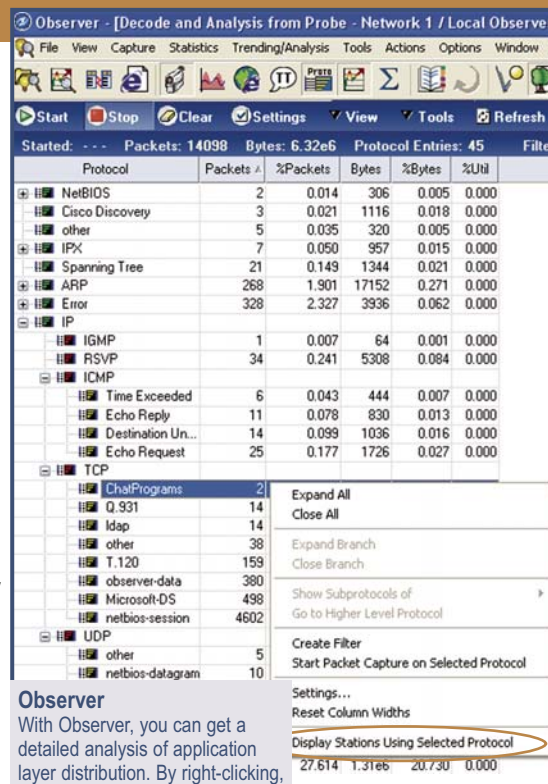 Observer - [Decode and Analysis from Probe - Network 1 / Local Observe
File View Capture Statistics Trending/Analysis Tools Actions Options Window
Start Stop Clear Settings View Tools Refresh
Started: - - - Packets: 14098 Bytes: 6.32e6 Protocol Entries: 45 Filte
Protocol Packets %Packets Bytes %Bytes %Util
NetBIOS 2 0.014 306 0.005 0.000
Cisco Discovery 3 0.021 1116 0.018 0.000
other 5 0.035 320 0.005 0.000
IPX 7 0.050 957 0.015 0.000
Spanning Tree 21 0.149 1344 0.021 0.000
ARP 268 1.901 17152 0.271 0.000
Error 328 2.327 3936 0.062 0.000
IP
IGMP 1 0.007 64 0.001 0.000
RSVP 34 0.241 5308 0.084 0.000
ICMP
Time Exceeded 6 0.043 444 0.007 0.000
Echo Reply 11 0.078 830 0.013 0.000
Destination Un... 14 0.099 1036 0.016 0.000
Echo Request 25 0.177 1726 0.027 0.000
TCP
ChatPrograms 2
Q.931 14
ldap 14
other 38
T.120 159
observer-data 380
Microsoft-DS 498
netbios-session 4602
UDP
other 5
netbios-datagram 10
Expand All
Close All
Expand Branch
Close Branch
Show Subprotocols of
Go to Higher Level Protocol
Create Filter
Start Packet Capture on Selected Protocol
Settings...
Reset Column Widths
Display Stations Using Selected Protocol
27.614 1.31e6 20.730 0.000
Observer
With Observer, you can get a
detailed analysis of application
layer distribution. By right-clicking,